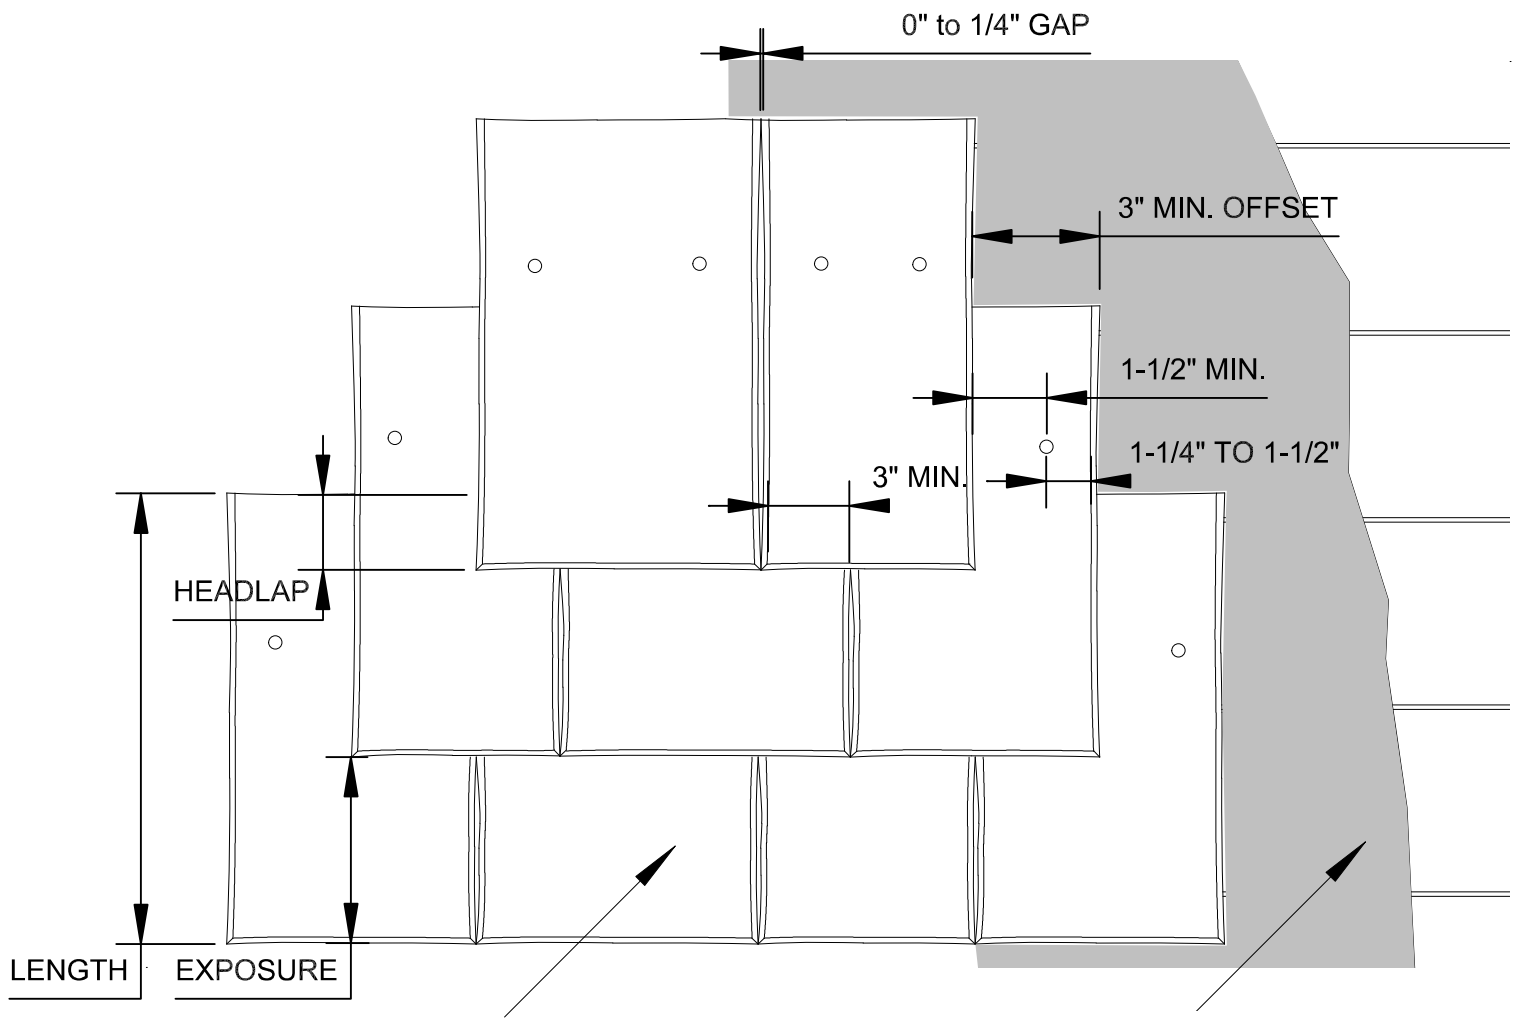 0" to 1/4" GAP
3" MIN. OFFSET
1-1/2" MIN.
1-1/4" TO 1-1/2"
3" MIN.
HEADLAP
LENGTH
EXPOSURE